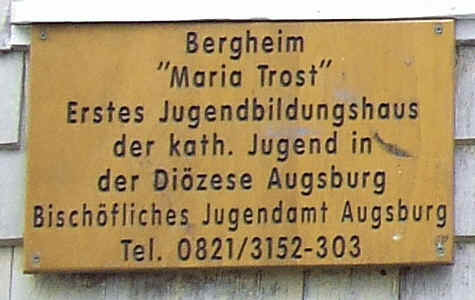 Bergheim
"Maria Trost"
Erstes Jugendbildungshaus
der kath. Jugend in
der Diözese Augsburg
Bischöfliches Jugendamt Augsburg
Tel. 0821/3152-303